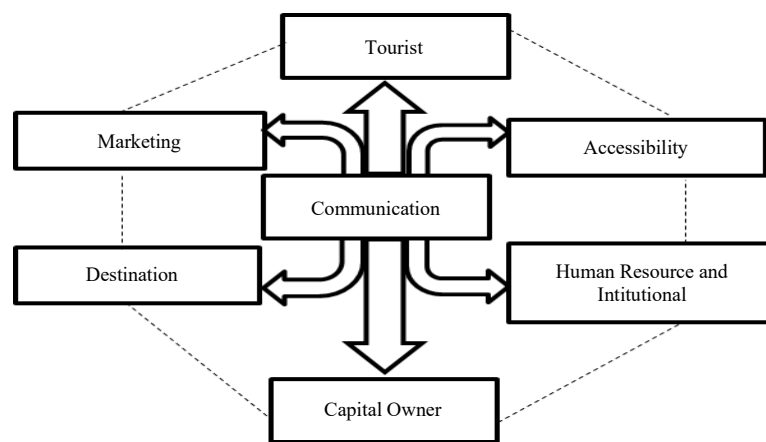 Tourist
Marketing
Accessibility
Communication
Destination
Human Resource and
Intitutional
Capital Owner